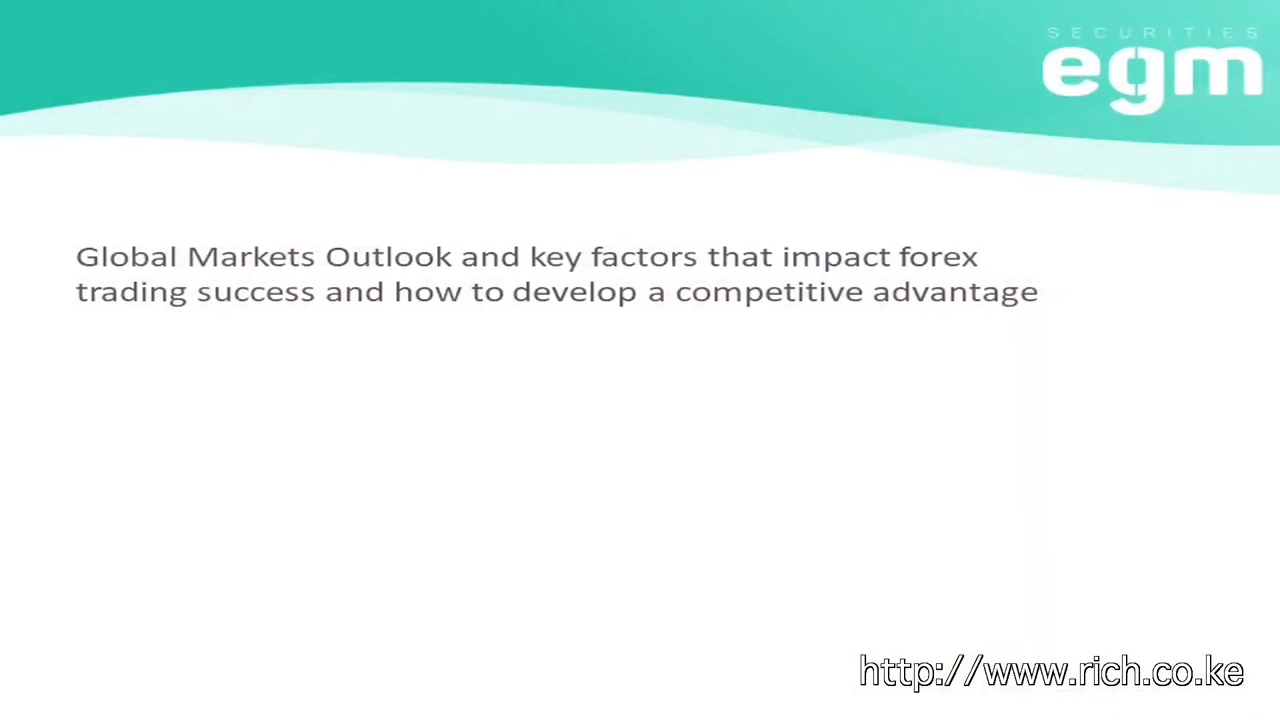 SECURITIES
egm
Global Markets Outlook and key factors that impact forex
trading success and how to develop a competitive advantage
http://www.rich.co.ke